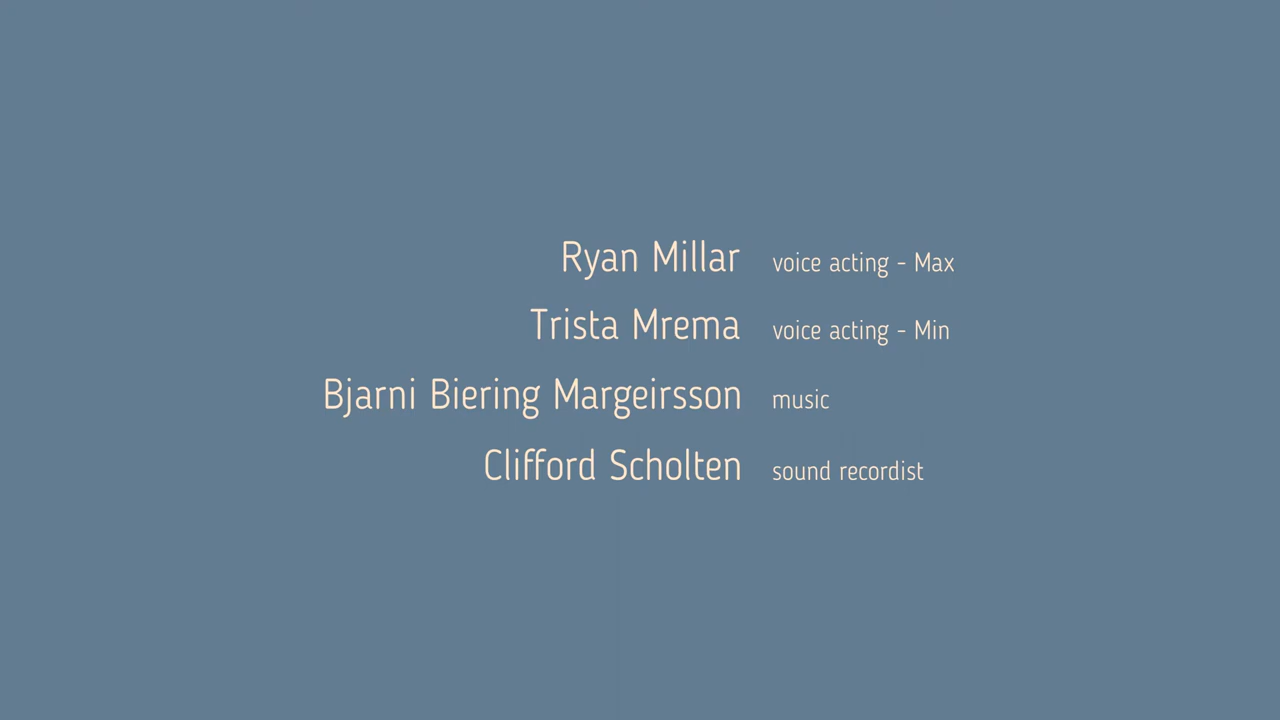 Ryan Millar voice acting - Max
Trista Mrema voice acting - Min
Bjarni Biering Margeirsson music
Clifford Scholten sound recordist